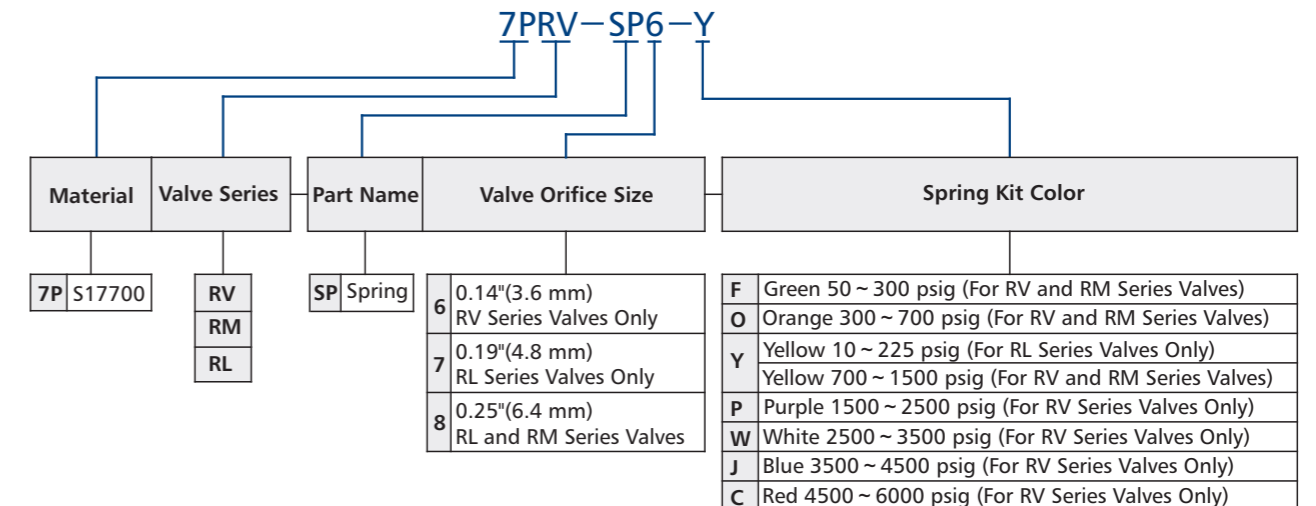 7PRV－SP6－Y
Material Valve Series Part Name Valve Orifice Size Spring Kit Color
7P S17700
RV
RM
RL
SP Spring
6 0.14"(3.6 mm)
RV Series Valves Only
7 0.19"(4.8 mm)
RL Series Valves Only
8 0.25"(6.4 mm)
RL and RM Series Valves
F Green 50 ~ 300 psig (For RV and RM Series Valves)
O Orange 300 ~ 700 psig (For RV and RM Series Valves)
Y Yellow 10 ~ 225 psig (For RL Series Valves Only)
Yellow 700 ~ 1500 psig (For RV and RM Series Valves)
P Purple 1500 ~ 2500 psig (For RV Series Valves Only)
W White 2500 ~ 3500 psig (For RV Series Valves Only)
J Blue 3500 ~ 4500 psig (For RV Series Valves Only)
C Red 4500 ~ 6000 psig (For RV Series Valves Only)